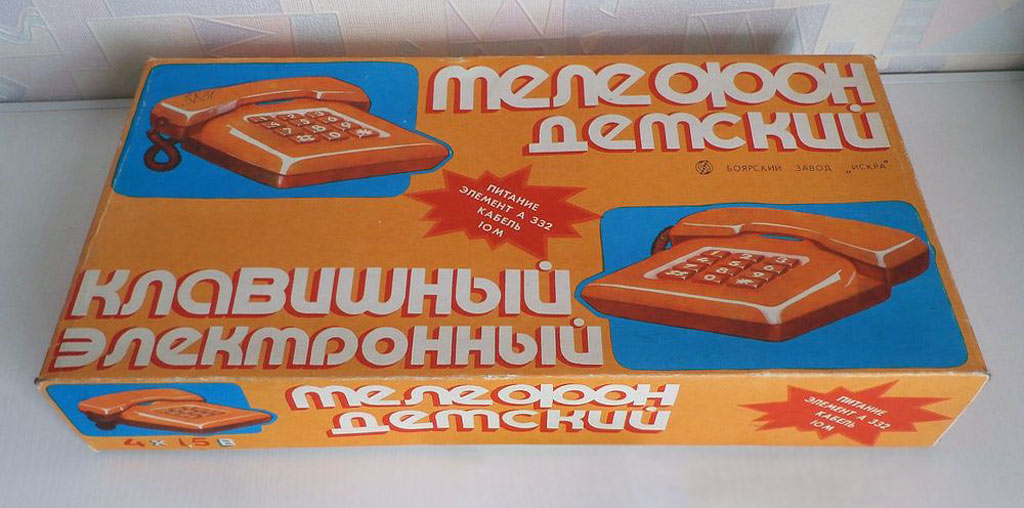 телефон
детский
БОЯРСКИЙ ЗАВОД „ИСКРА"
ПИТАНИЕ
ЭЛЕМЕНТ А 332
КАБЕЛЬ
10М
клавишный
электронный
телефон
детский
4 x 1,5 В
ПИТАНИЕ
ЭЛЕМЕНТ А 332
КАБЕЛЬ
10М